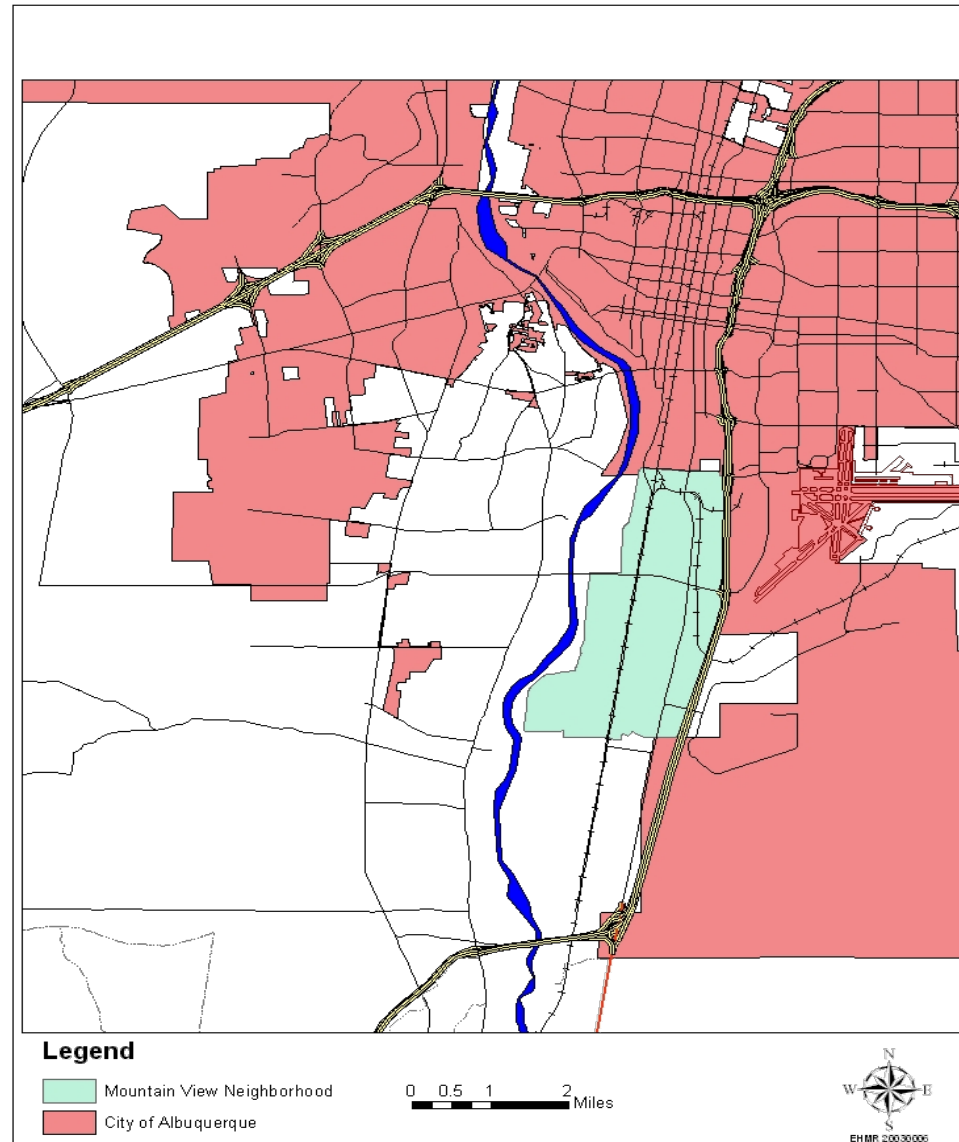 Legend
Mountain View Neighborhood
City of Albuquerque
0 0.5 1 2
Miles
N
W E
S
EHMR 20030006